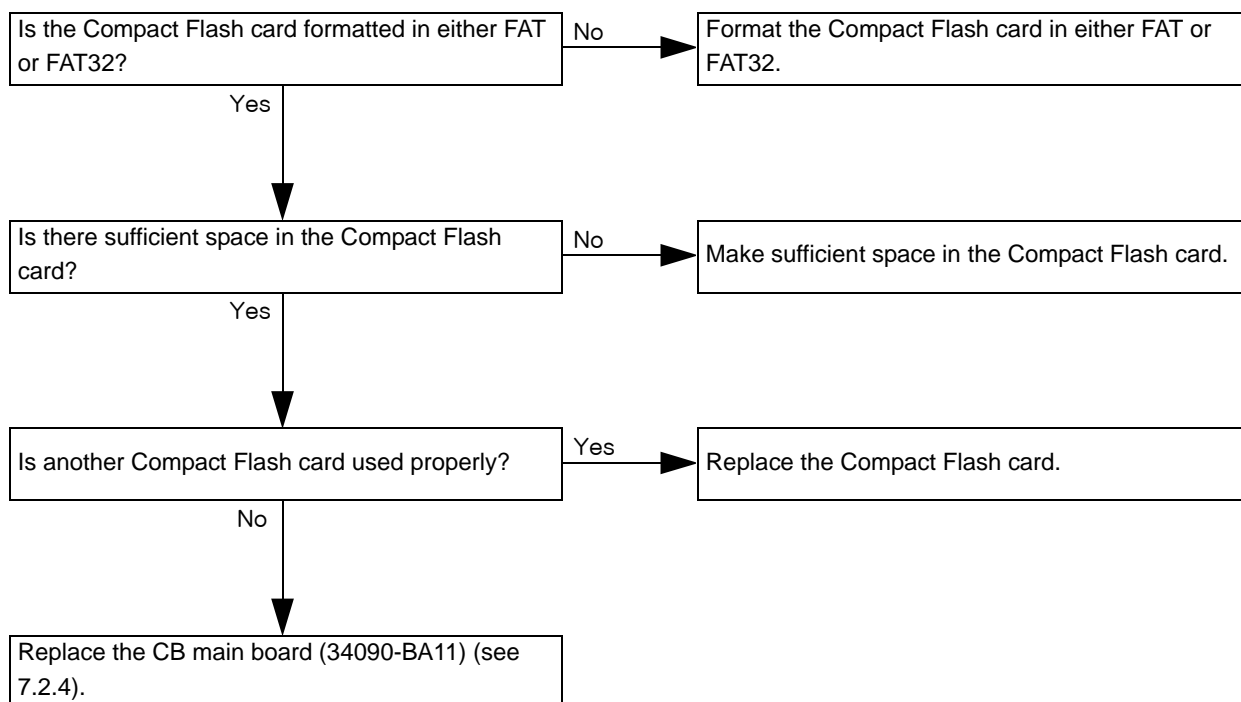 Is the Compact Flash card formatted in either FAT
or FAT32?
No
Format the Compact Flash card in either FAT or
FAT32.
Yes
Is there sufficient space in the Compact Flash
card?
No
Make sufficient space in the Compact Flash card.
Yes
Is another Compact Flash card used properly?
Yes
Replace the Compact Flash card.
No
Replace the CB main board (34090-BA11) (see
7.2.4).